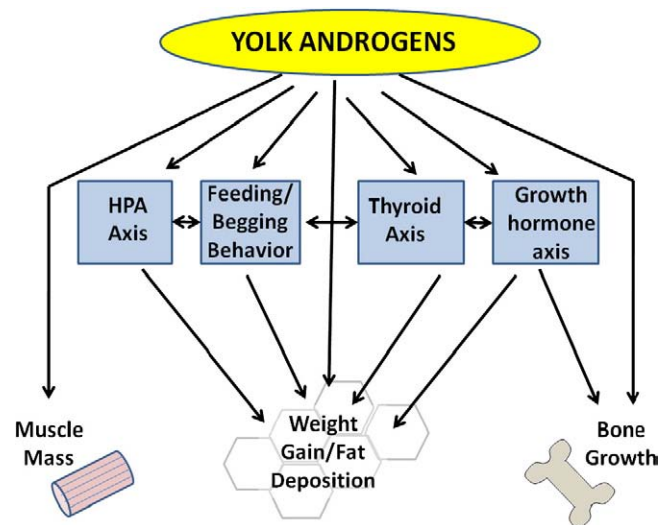 YOLK ANDROGENS
HPA
Axis
Feeding/
Begging
Behavior
Thyroid
Axis
Growth
hormone
axis
Muscle
Mass
Weight
Gain/Fat
Deposition
Bone
Growth